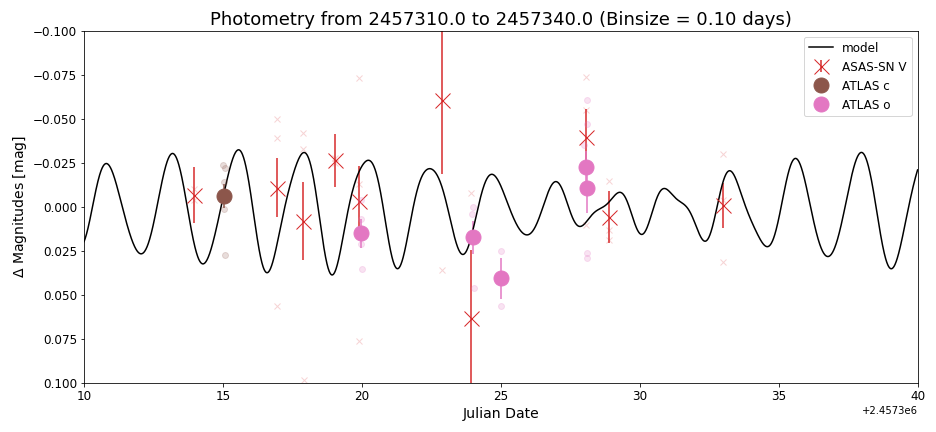 Photometry from 2457310.0 to 2457340.0 (Binsize = 0.10 days)
−0.100
−0.075
−0.050
−0.025
0.000
0.025
0.050
0.075
0.100
Δ Magnitudes [mag]
model
ASAS-SN V
ATLAS c
ATLAS o
10
15
20
25
30
35
40
+2.4573e6
Julian Date